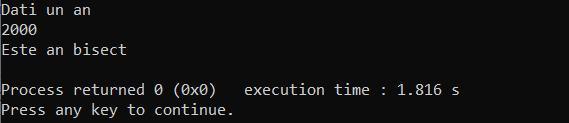 Dati un an
2000
Este an bisect
Process returned 0 (0x0)   execution time : 1.816 s
Press any key to continue.